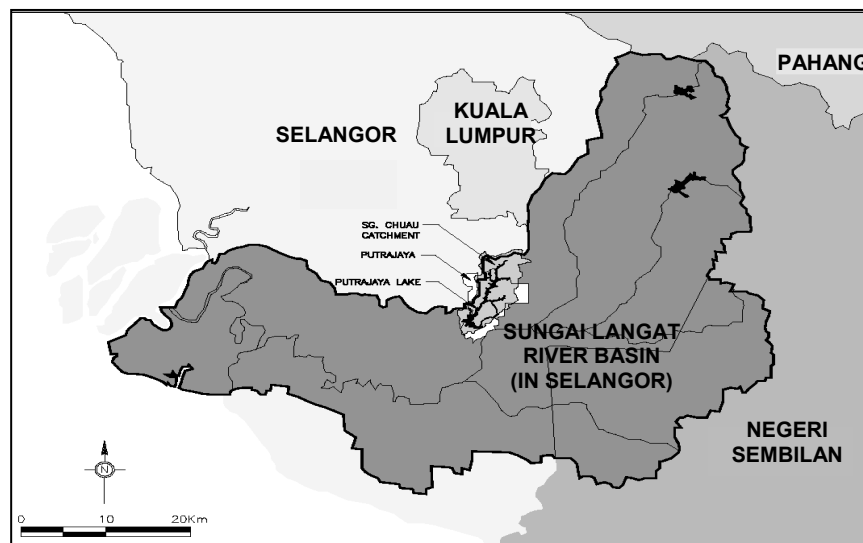 PAHANG
KUALA
LUMPUR
SELANGOR
SG. CHUAU
CATCHMENT
PUTRAJAYA
PUTRAJAYA LAKE
SUNGAI LANGAT
RIVER BASIN
(IN SELANGOR)
NEGERI
SEMBILAN
N
0 10 20Km